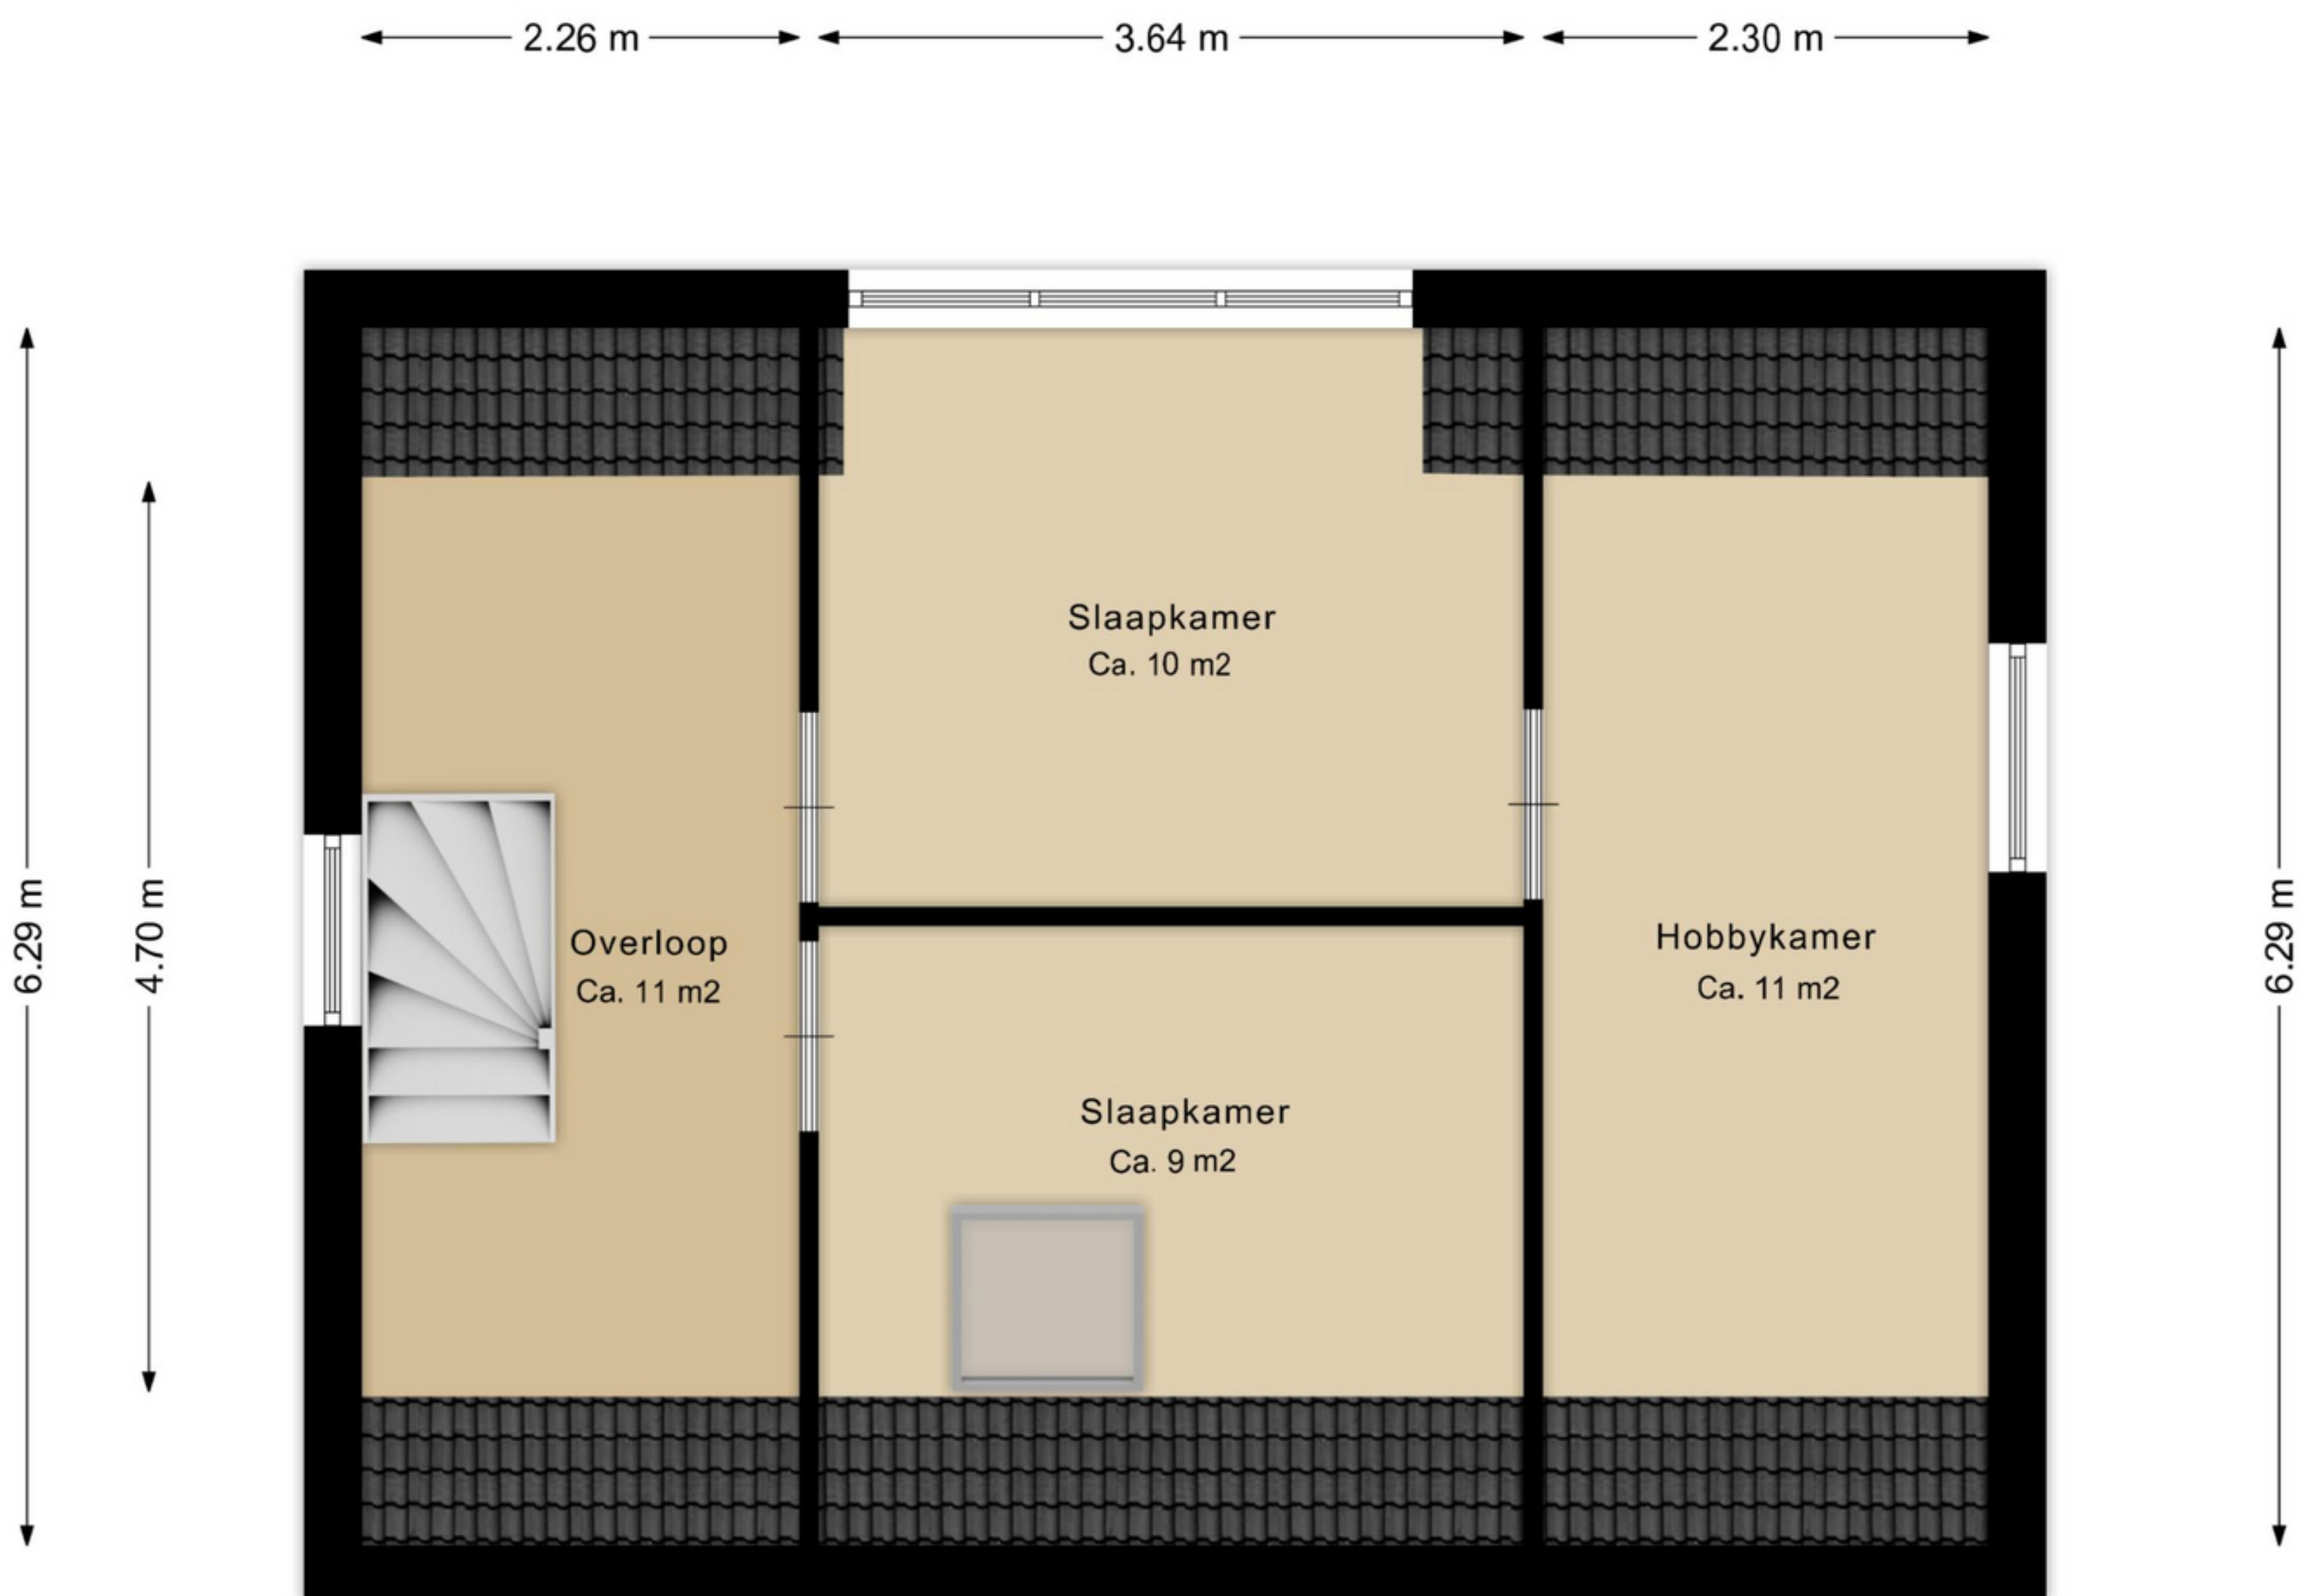 2.26 m
3.64 m
2.30 m
Slaapkamer
Ca. 10 m2
6.29 m
4.70 m
Overloop
Ca. 11 m2
Hobbykamer
Ca. 11 m2
6.29 m
Slaapkamer
Ca. 9 m2